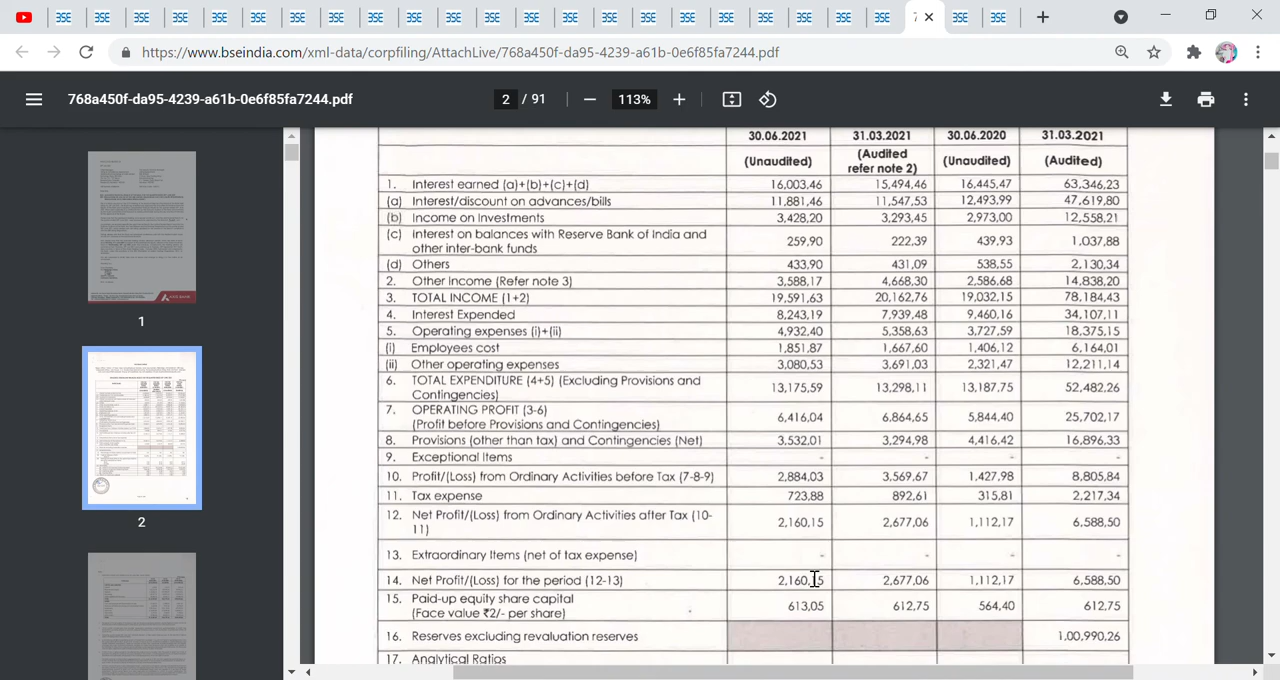 https://www.bseindia.com/xml-data/corpfiling/AttachLive/768a450f-da95-4239-a61b-0e6f85fa7244.pdf
768a450f-da95-4239-a61b-0e6f85fa7244.pdf
2 / 91
113%
30.06.2021 31.03.2021 30.06.2020 31.03.2021
(Unaudited) (Audited refer note 2) (Unaudited) (Audited)
Interest earned (a)+(b)+(c)+(d) 16,003,46 15,494,46 16,445,47 63,346,23
(a) Interest/discount on advances/bills 11,881,46 11,547,53 12,493,99 47,619,80
(b) Income on Investments 3,428,20 3,293,45 2,973,00 12,558,21
(c) Interest on balances with Reserve Bank of India and
other inter-bank funds 259,90 222,39 439,93 1,037,88
(d) Others 433,90 431,09 538,55 2,130,34
2. Other Income (Refer note 3) 3,588,17 4,668,30 2,586,68 14,838,20
3. TOTAL INCOME (1+2) 19,591,63 20,162,76 19,032,15 78,184,43
4. Interest Expended 8,243,19 7,939,48 9,460,16 34,107,11
5. Operating expenses (i)+(ii) 4,932,40 5,358,63 3,727,59 18,375,15
(i) Employees cost 1,851,87 1,667,60 1,406,12 6,164,01
(ii) Other operating expenses 3,080,53 3,691,03 2,321,47 12,211,14
6. TOTAL EXPENDITURE (4+5) (Excluding Provisions and
Contingencies) 13,175,59 13,298,11 13,187,75 52,482,26
7. OPERATING PROFIT (3-6)
(Profit before Provisions and Contingencies) 6,416,04 6,864,65 5,844,40 25,702,17
Provisions (other than tax) and Contingencies (Net) 3,532,01 3,294,98 4,416,42 16,896,33
9. Exceptional Items - - - -
10. Profit/(Loss) from Ordinary Activities before Tax (7-8-9) 2,884,03 3,569,67 1,427,98 8,805,84
11. Tax expense 723,88 892,61 315,81 2,217,34
12. Net Profit/(Loss) from Ordinary Activities after Tax (10-
11) 2,160,15 2,677,06 1,112,17 6,588,50
13. Extraordinary Items (net of tax expense) - - -
Net Profit/(Loss) for the period (12-13) 2,160,15 2,677,06 1,112,17 6,588,50
15. Paid-up equity share capital
(Face value ₹2/- per share) 613,05 612,75 564,40 612,75
Reserves excluding revaluation reserves 1,00,990,26
17. Analytical Ratios
1
2